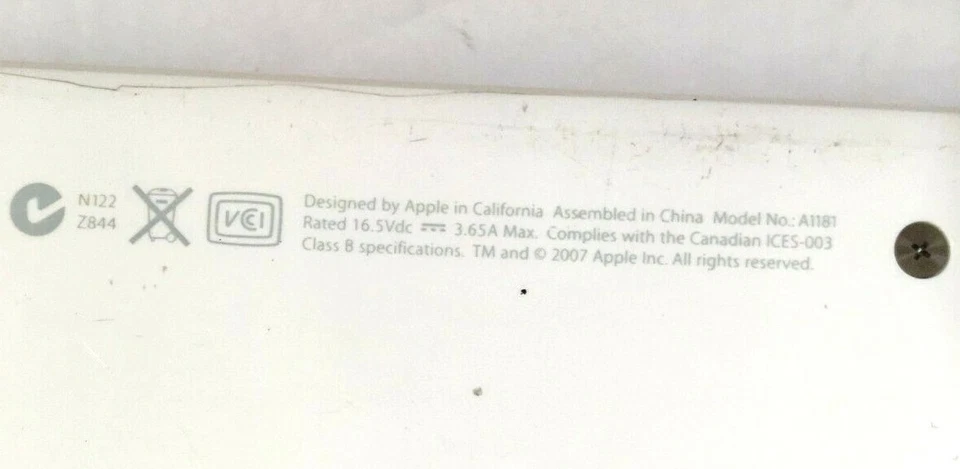 N122
Z844
VCCI
Designed by Apple in California Assembled in China Model No.: A1181
Rated 16.5Vdc ⎓ 3.65A Max. Complies with the Canadian ICES-003
Class B specifications. TM and © 2007 Apple Inc. All rights reserved.